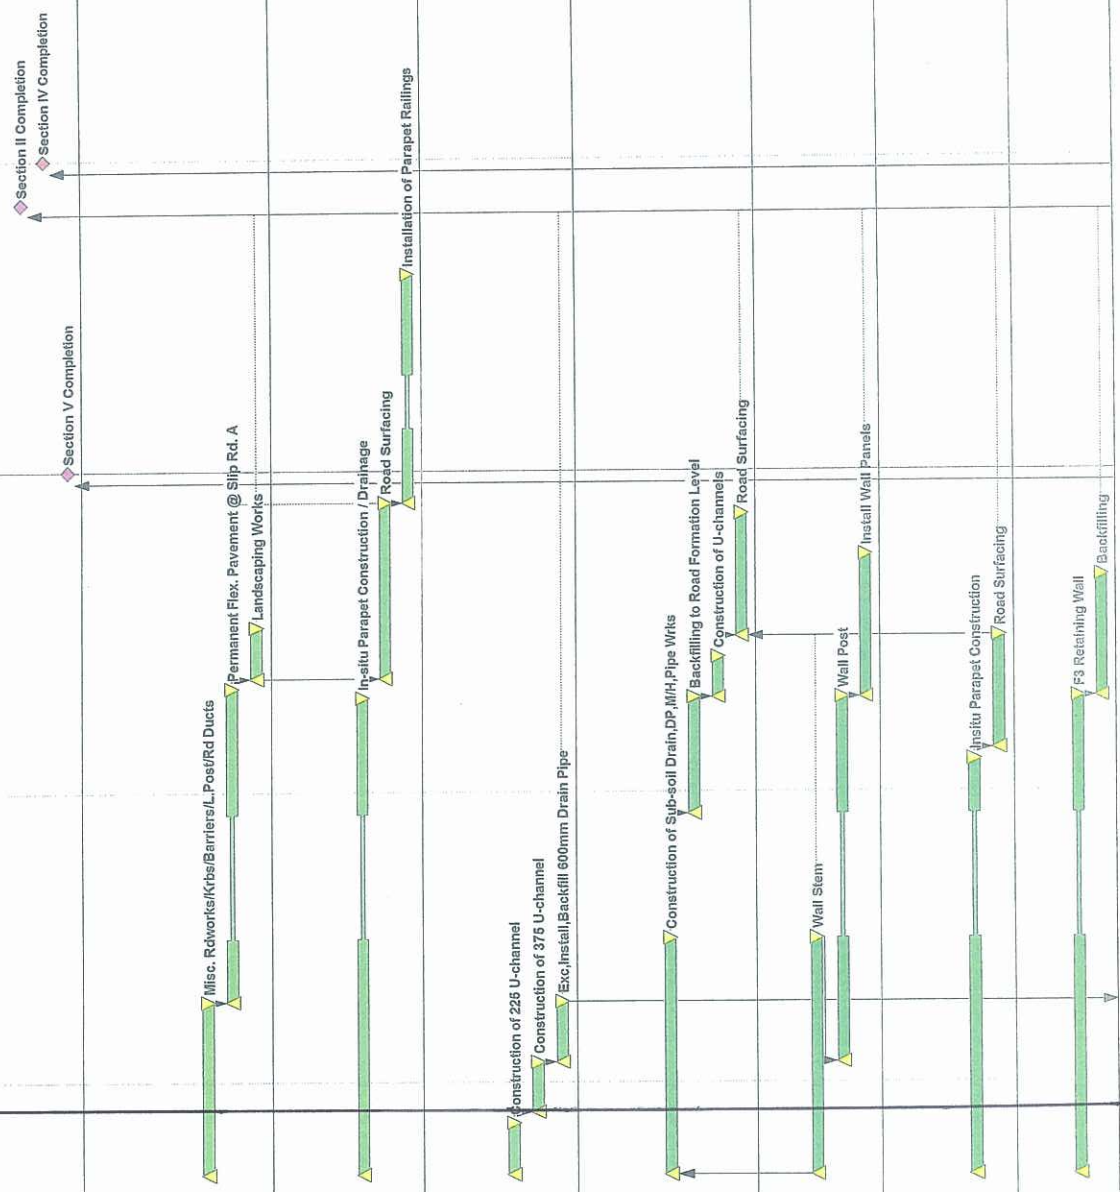 Section II Completion
Section IV Completion
Section V Completion
Misc. Rdworks/Krbs/Barriers/L.Post/Rd Ducts
Permanent Flex. Pavement @ Slip Rd. A
Landscaping Works
In-situ Parapet Construction / Drainage
Road Surfacing
Installation of Parapet Railings
Construction of 225 U-channel
Construction of 375 U-channel
Exc,Install,Backfill 600mm Drain Pipe
Construction of Sub-soil Drain,DP,M/H,Pipe Wrks
Backfilling to Road Formation Level
Construction of U-channels
Road Surfacing
Wall Stem
Wall Post
Install Wall Panels
Insitu Parapet Construction
Road Surfacing
F3 Retaining Wall
Backfilling